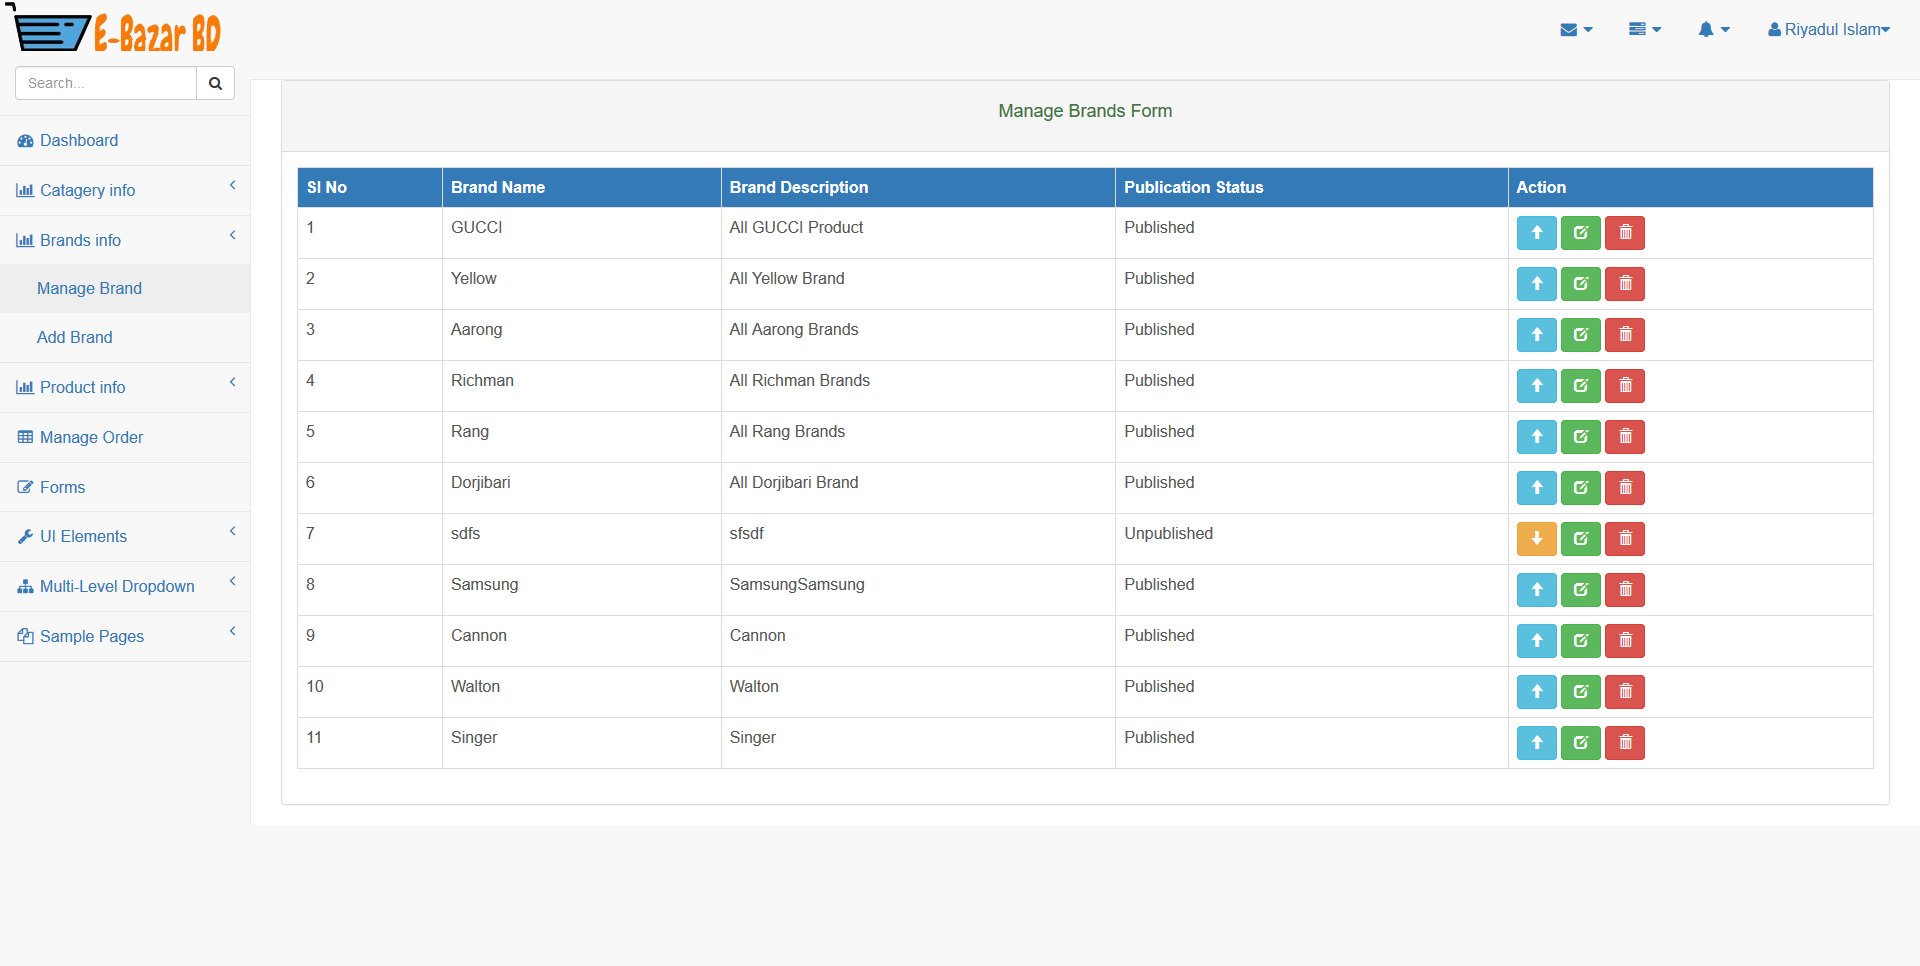 E-Bazar BD
Riyadul Islam
Search...
Dashboard
Catagery info
Brands info
Manage Brand
Add Brand
Product info
Manage Order
Forms
UI Elements
Multi-Level Dropdown
Sample Pages
Manage Brands Form
Sl No Brand Name Brand Description Publication Status Action
1 GUCCI All GUCCI Product Published
2 Yellow All Yellow Brand Published
3 Aarong All Aarong Brands Published
4 Richman All Richman Brands Published
5 Rang All Rang Brands Published
6 Dorjibari All Dorjibari Brand Published
7 sdfs sfsdf Unpublished
8 Samsung SamsungSamsung Published
9 Cannon Cannon Published
10 Walton Walton Published
11 Singer Singer Published